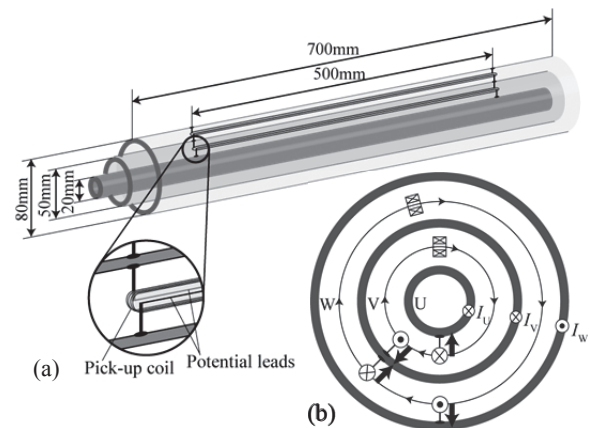 700mm
500mm
80mm
50mm
20mm
(a)
Pick-up coil
Potential leads
W
V
U
I_U
I_V
I_W
(b)